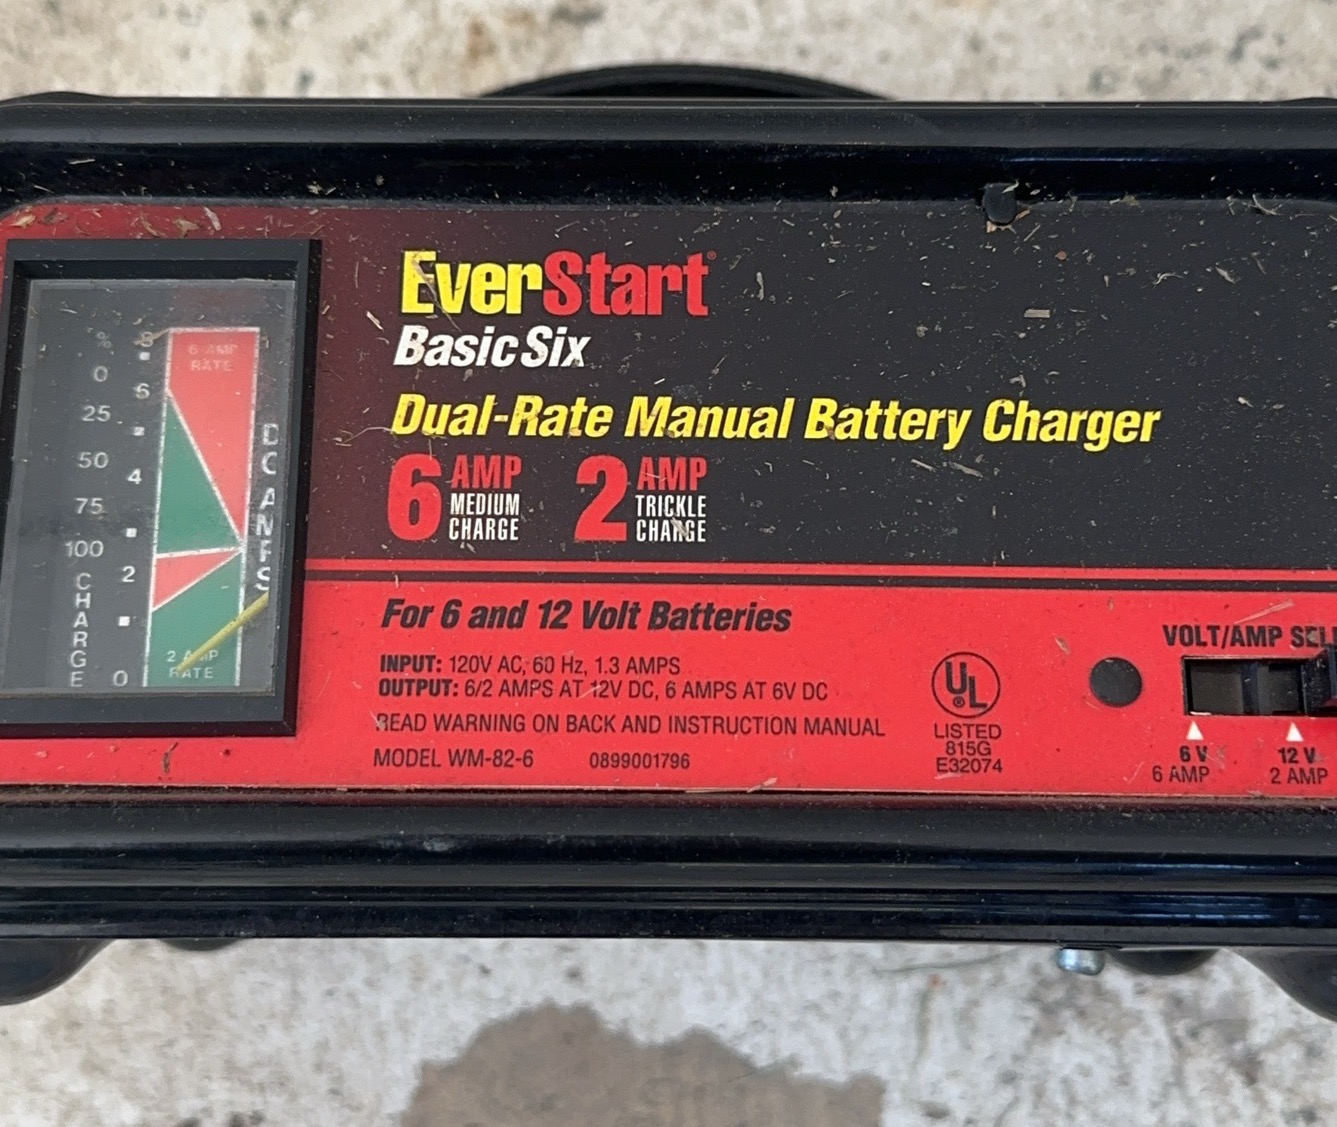 EverStart®
Basic Six
Dual-Rate Manual Battery Charger
6 AMP MEDIUM CHARGE
2 AMP TRICKLE CHARGE
%
0
25
50
75
100
CHARGE
8
6
4
2
0
6 AMP
RATE
2 AMP
RATE
DC AMPS
For 6 and 12 Volt Batteries
INPUT: 120V AC, 60 Hz, 1.3 AMPS
OUTPUT: 6/2 AMPS AT 12V DC, 6 AMPS AT 6V DC
READ WARNING ON BACK AND INSTRUCTION MANUAL
MODEL WM-82-6 0899001796
UL®
LISTED
815G
E32074
VOLT/AMP
6 V
6 AMP
12 V
2 AMP